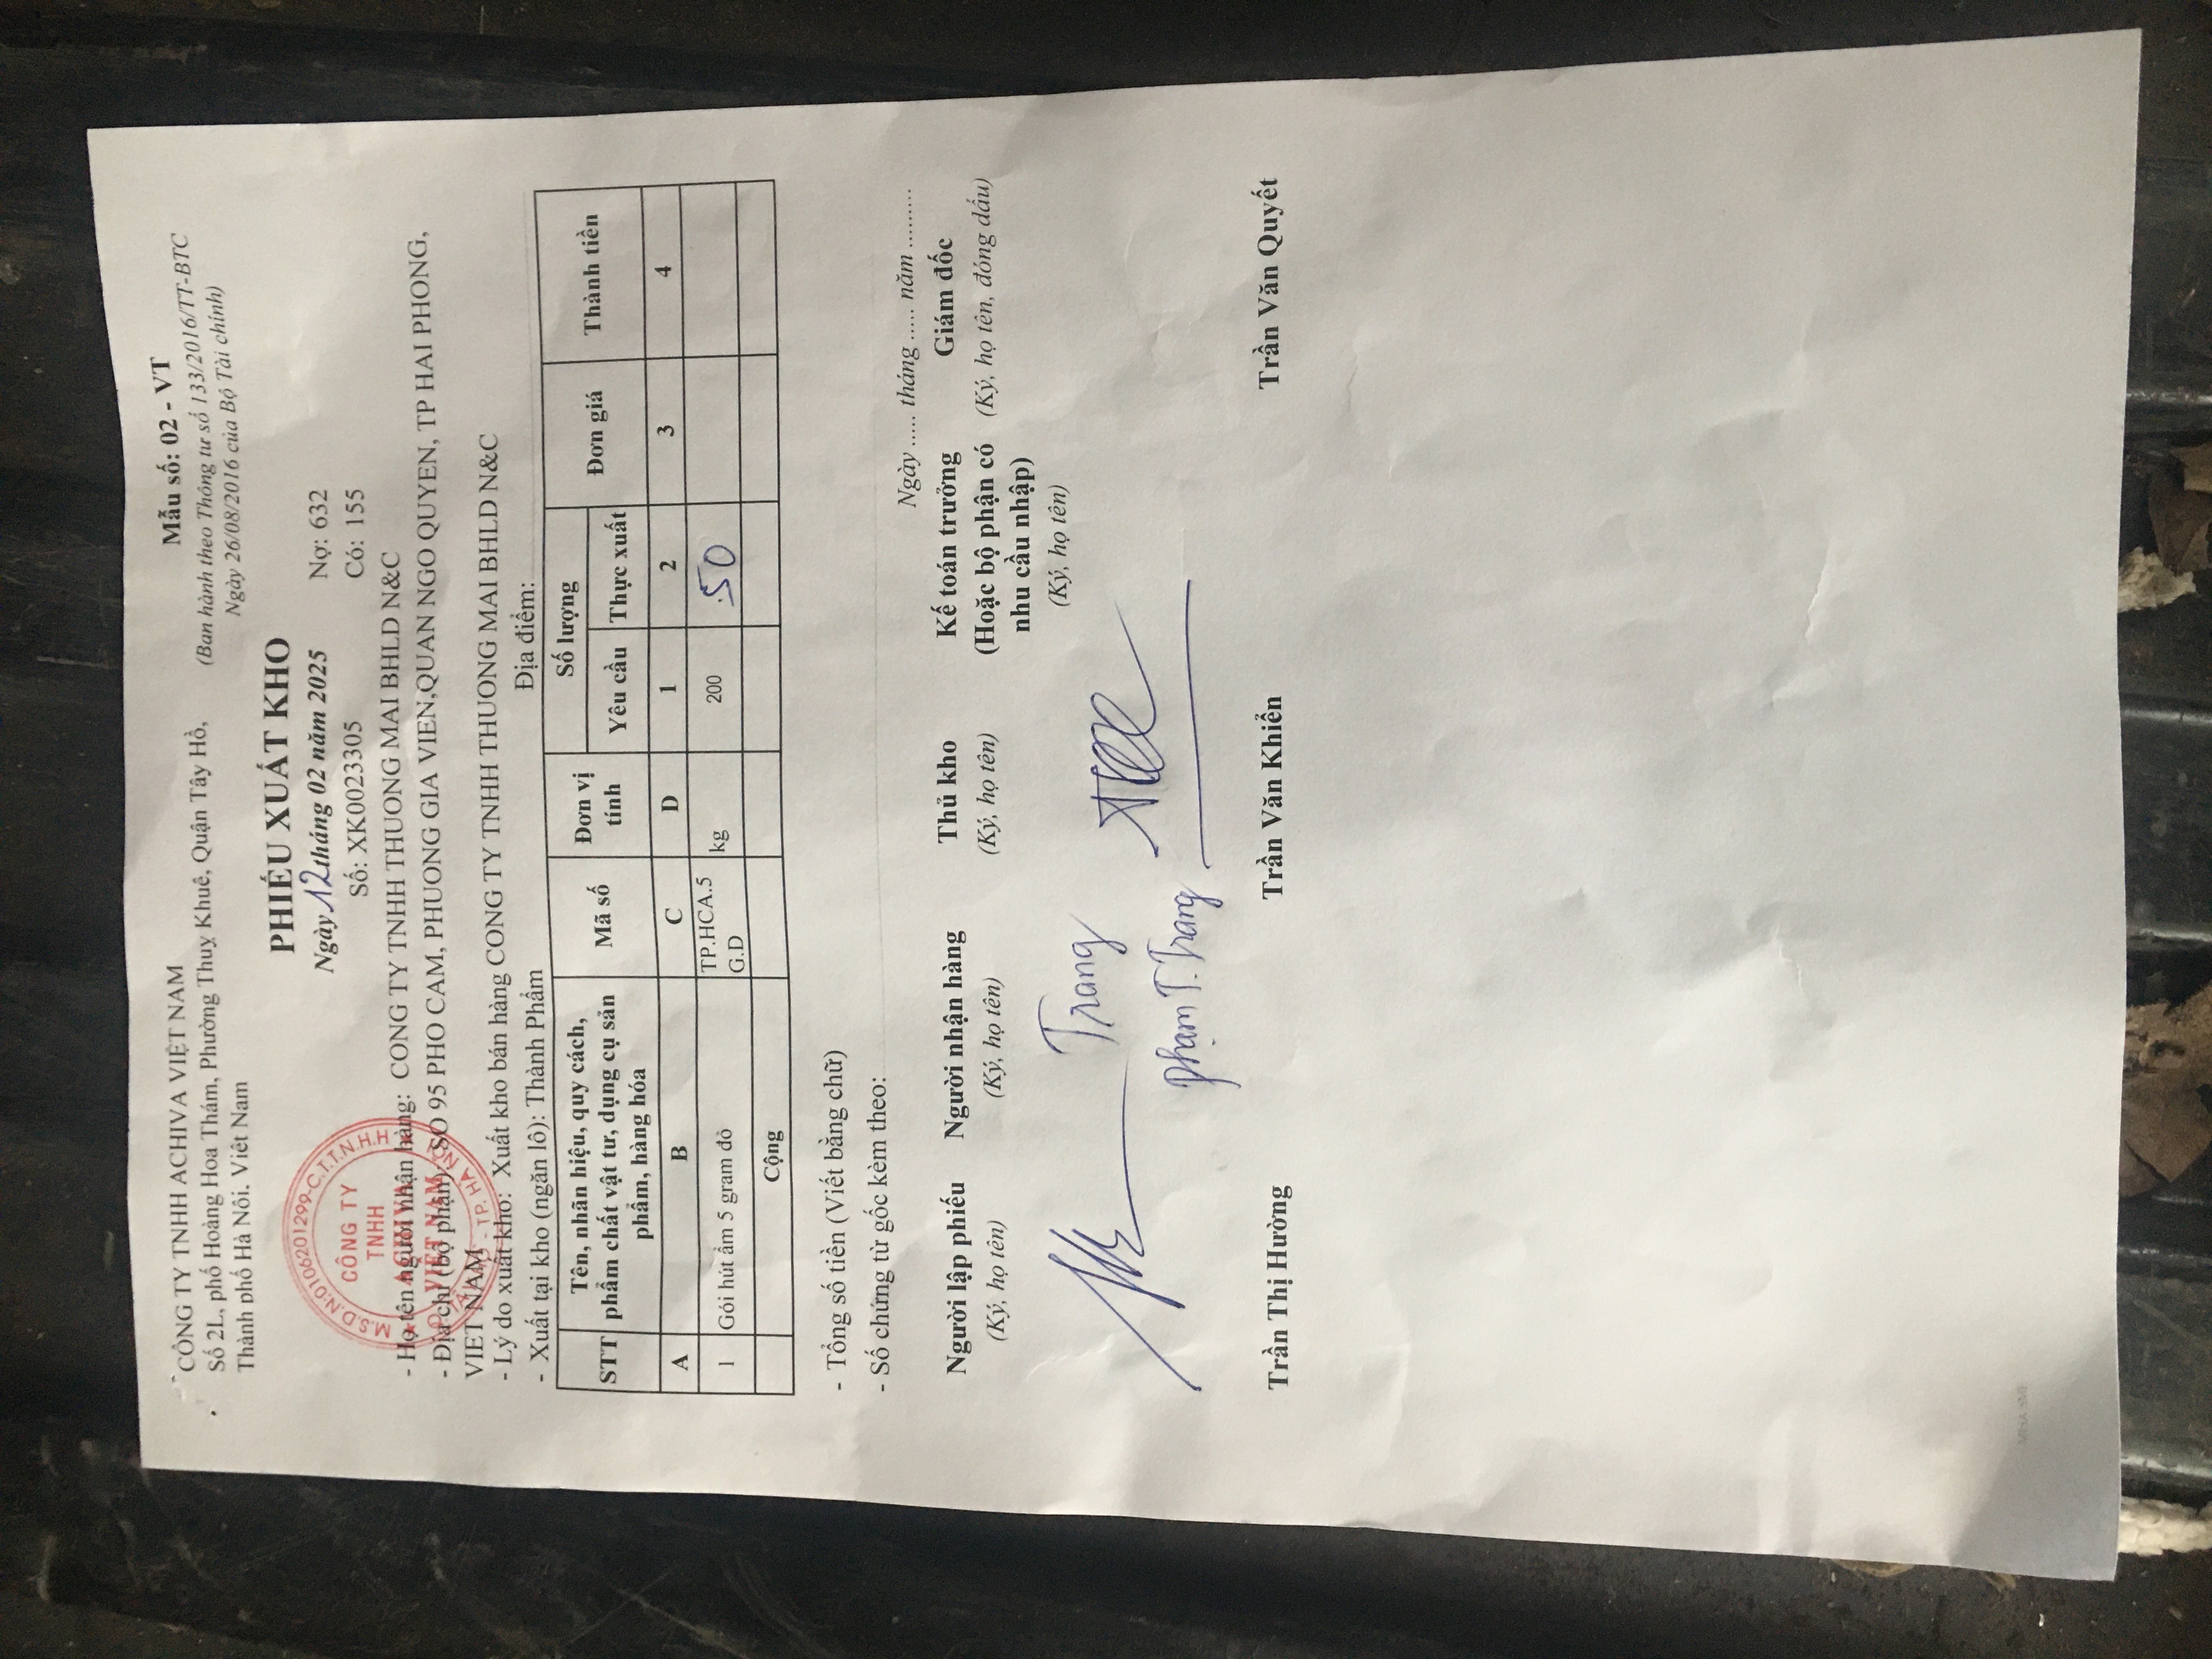 CÔNG TY TNHH ACHIVA VIỆT NAM
Số 2L, phố Hoàng Hoa Thám, Phường Thuỵ Khuê, Quận Tây Hồ,
Thành phố Hà Nội, Việt Nam
Mẫu số: 02 - VT
(Ban hành theo Thông tư số 133/2016/TT-BTC
Ngày 26/08/2016 của Bộ Tài chính)
PHIẾU XUẤT KHO
Ngày 12 tháng 02 năm 2025
Số: XK0023305
Nợ: 632
Có: 155
M.S.D.N:0106201299-C.T.T.N.H.H
CÔNG TY
TNHH
ACHIVA
VIỆT NAM
- Họ tên người nhận hàng: CONG TY TNHH THUONG MAI BHLD N&C
- Địa chỉ (bộ phận): SO 95 PHO CAM, PHUONG GIA VIEN,QUAN NGO QUYEN, TP HAI PHONG,
VIET NAM
- Lý do xuất kho: Xuất kho bán hàng CONG TY TNHH THUONG MAI BHLD N&C
- Xuất tại kho (ngăn lô): Thành Phẩm Địa điểm:
STT Tên, nhãn hiệu, quy cách, phẩm chất vật tư, dụng cụ sản phẩm, hàng hóa Mã số Đơn vị tính Số lượng Đơn giá Thành tiền
Yêu cầu Thực xuất
A B C D 1 2 3 4
1 Gói hút ẩm 5 gram đỏ TP.HCA.5 kg 200 50
G.D
Cộng
- Tổng số tiền (Viết bằng chữ)
- Số chứng từ gốc kèm theo:
Ngày ..... tháng ..... năm .........
Người lập phiếu Người nhận hàng Thủ kho Kế toán trưởng Giám đốc
(Ký, họ tên) (Ký, họ tên) (Ký, họ tên) (Hoặc bộ phận có (Ký, họ tên, đóng dấu)
nhu cầu nhập)
(Ký, họ tên)
Trang
Phạm T. Trang
Trần Thị Hường Trần Văn Khiển Trần Văn Quyết